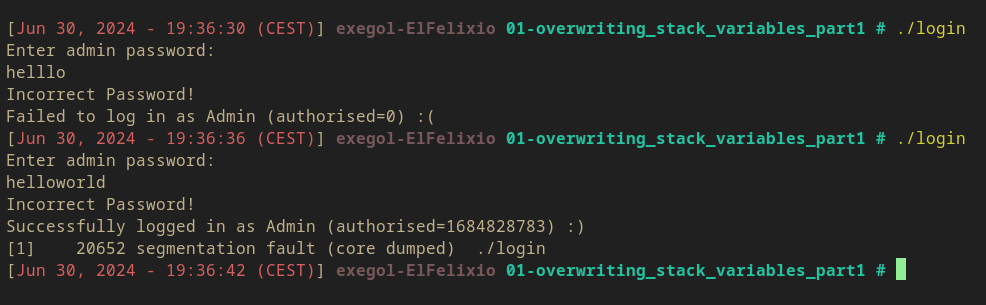 [Jun 30, 2024 - 19:36:30 (CEST)] exegol-ElFelixio 01-overwriting_stack_variables_part1 # ./login
Enter admin password:
helllo
Incorrect Password!
Failed to log in as Admin (authorised=0) :(
[Jun 30, 2024 - 19:36:36 (CEST)] exegol-ElFelixio 01-overwriting_stack_variables_part1 # ./login
Enter admin password:
helloworld
Incorrect Password!
Successfully logged in as Admin (authorised=1684828783) :)
[1]    20652 segmentation fault (core dumped)  ./login
[Jun 30, 2024 - 19:36:42 (CEST)] exegol-ElFelixio 01-overwriting_stack_variables_part1 #